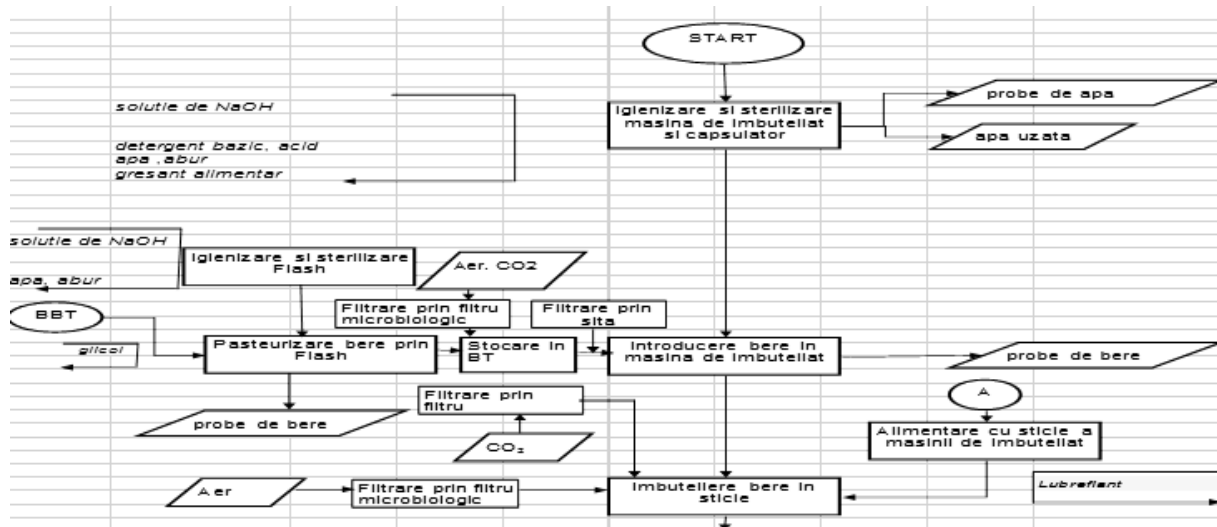 START
solutie de NaOH
detergent bazic, acid
apa ,abur
gresant alimentar
Igienizare si sterilizare
masina de imbuteliat
si capsulator
probe de apa
apa uzata
solutie de NaOH
apa, abur
Igienizare si sterilizare
Flash
Aer, CO2
BBT
Filtrare prin filtru
microbiologic
Filtrare prin
sita
glicol
Pasteurizare bere prin
Flash
Stocare in
BT
Introducere bere in
masina de imbuteliat
probe de bere
probe de bere
Filtrare prin
filtru
CO₂
A
Alimentare cu sticle a
masinii de imbuteliat
Aer
Filtrare prin filtru
microbiologic
Imbuteliere bere in
sticle
Lubrefiant